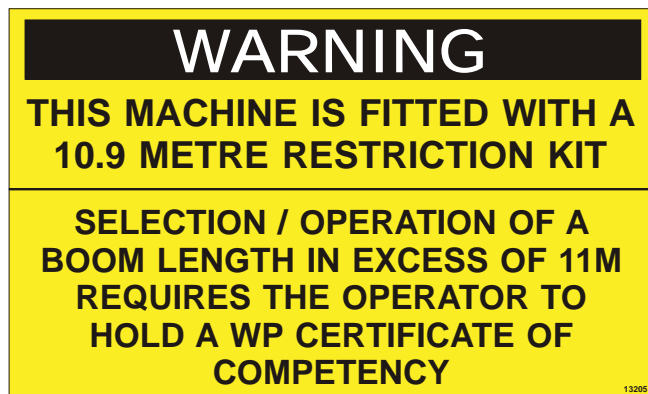 WARNING
THIS MACHINE IS FITTED WITH A
10.9 METRE RESTRICTION KIT
SELECTION / OPERATION OF A
BOOM LENGTH IN EXCESS OF 11M
REQUIRES THE OPERATOR TO
HOLD A WP CERTIFICATE OF
COMPETENCY
13205